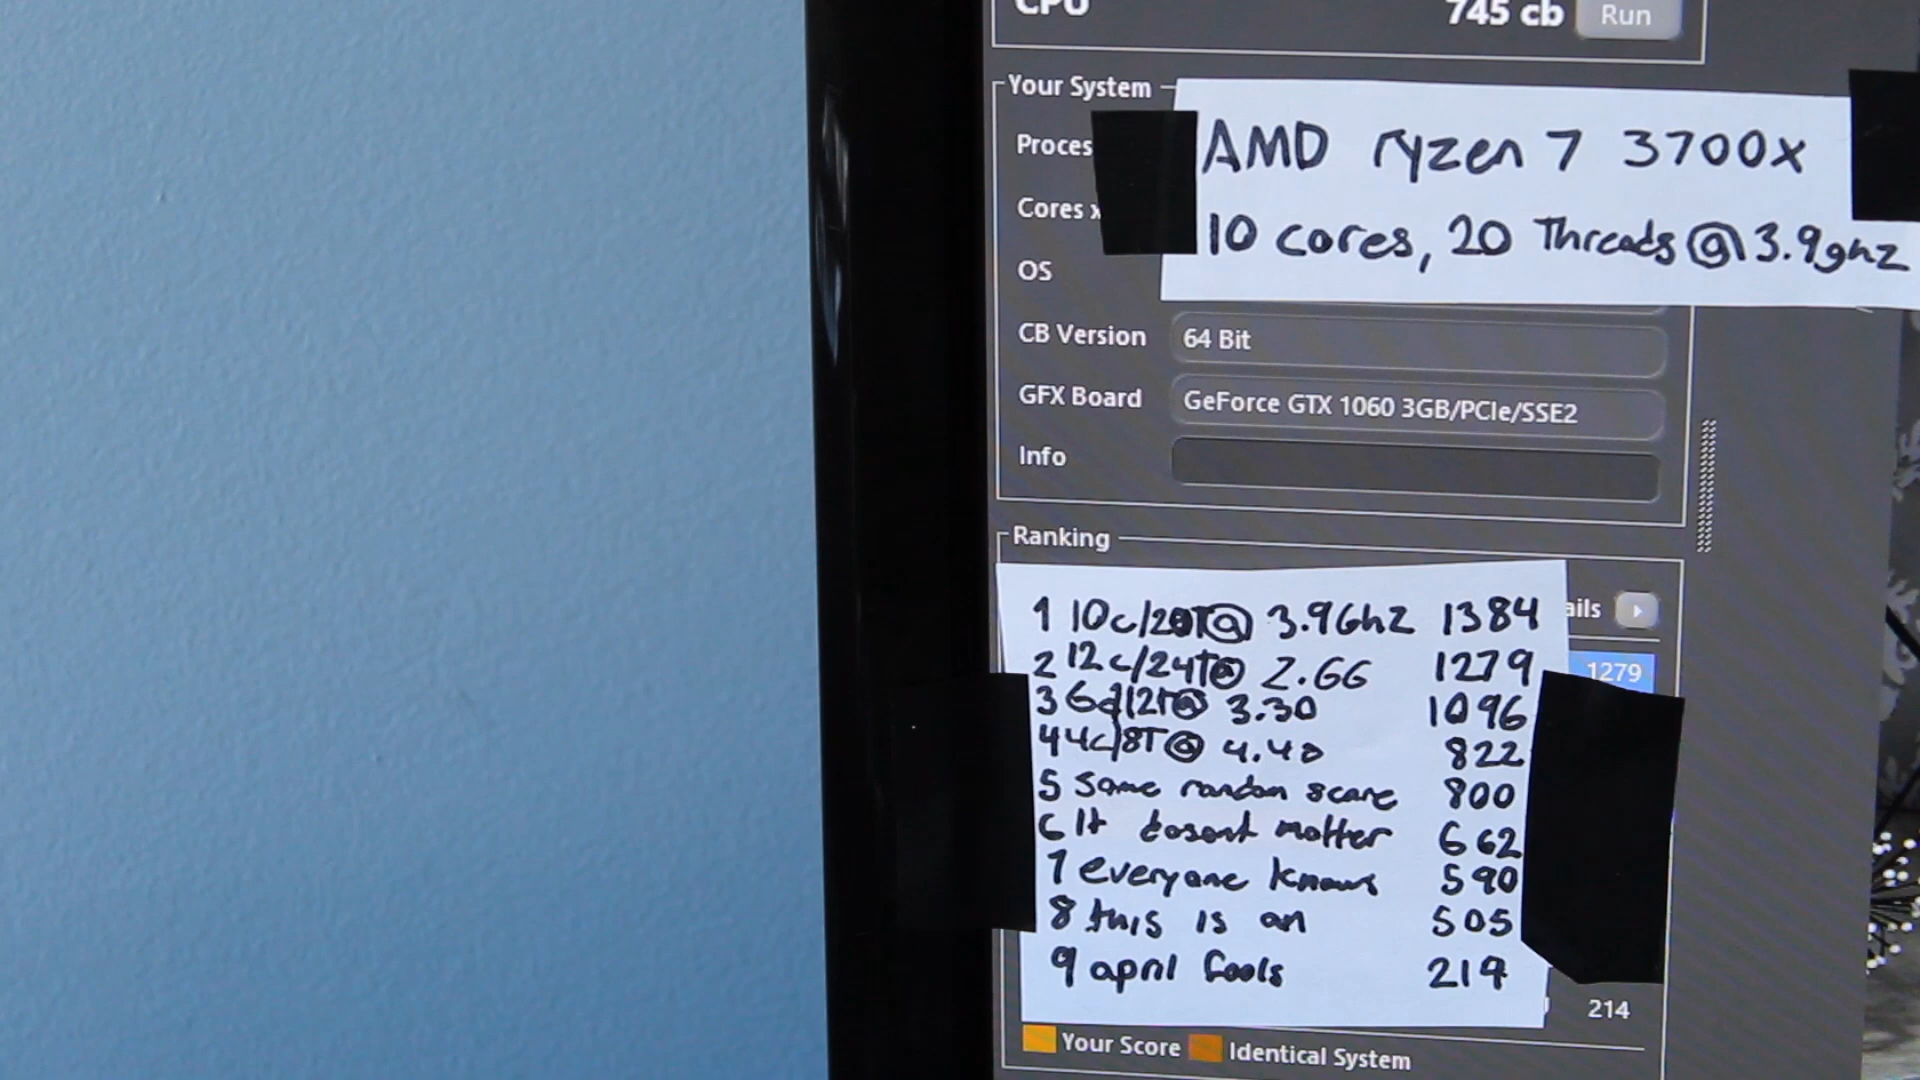 CPU 745 cb Run
Your System
Proces AMD ryzen 7 3700x
Cores x 10 cores, 20 Threads @ 3.9ghz
OS
CB Version 64 Bit
GFX Board GeForce GTX 1060 3GB/PCIe/SSE2
Info
Ranking
1 10c/20T@ 3.9Ghz 1384 ails
2 12c/24T@ 2.66 1279 1279
3 6c/12T@ 3.30 1096
4 4c/8T@ 4.40 822
5 Some random score 800
6 It dosent matter 662
7 everyone knows 590
8 this is an 505
9 april fools 214
214
Your Score Identical System